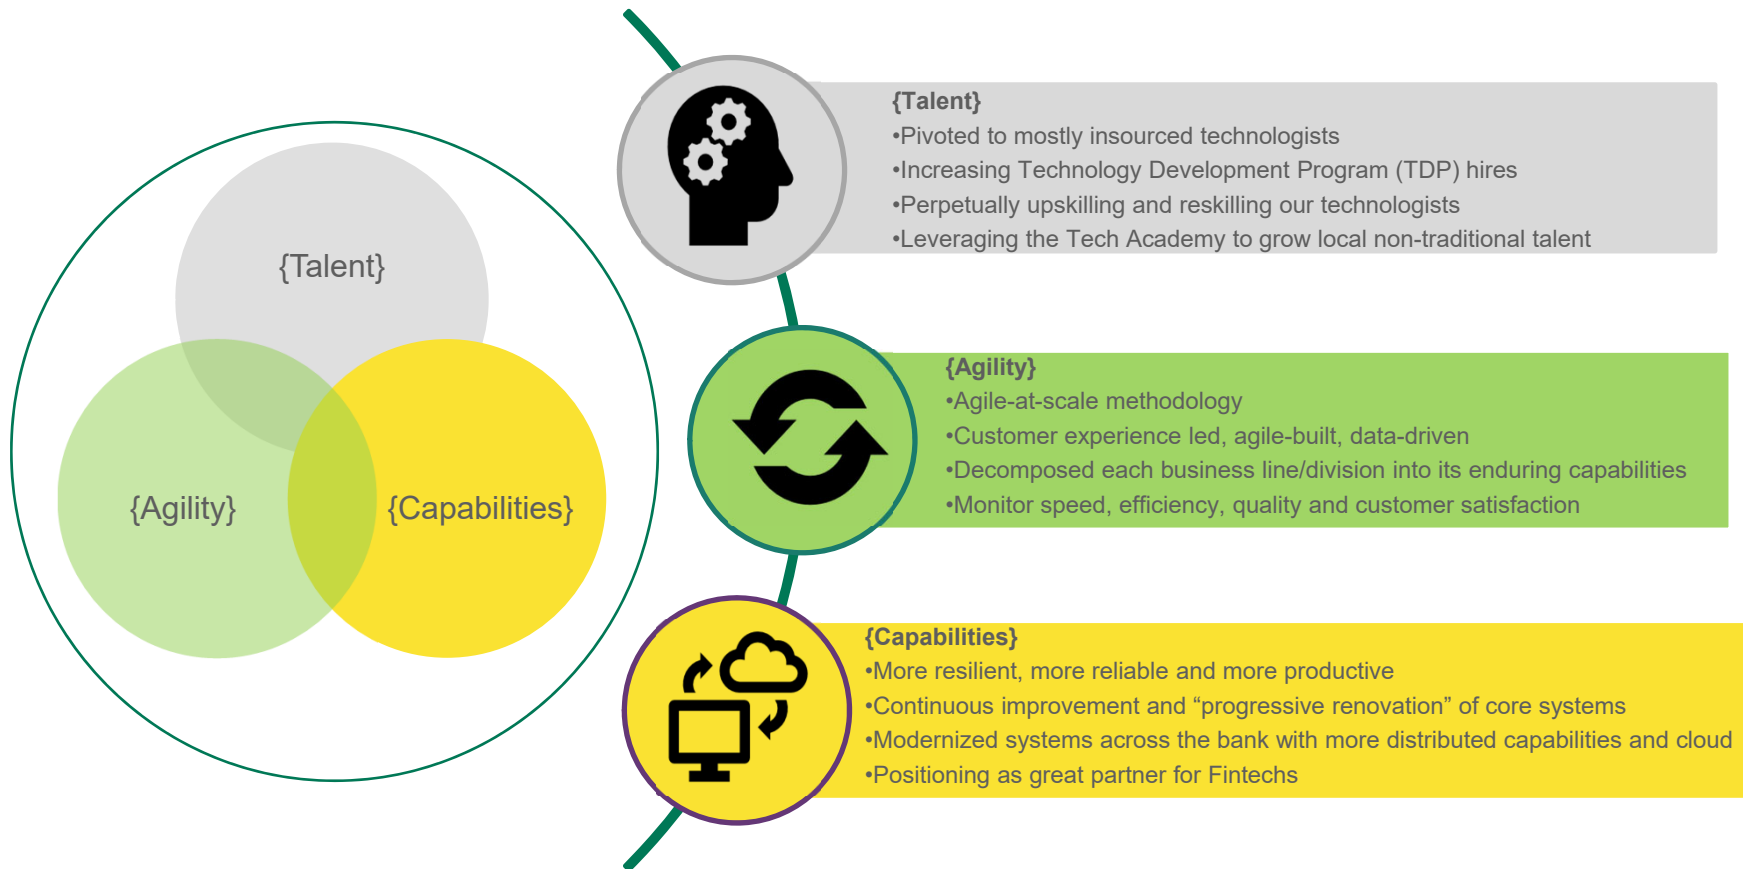 {Talent}
{Agility}
{Capabilities}
{Talent}
•Pivoted to mostly insourced technologists
•Increasing Technology Development Program (TDP) hires
•Perpetually upskilling and reskilling our technologists
•Leveraging the Tech Academy to grow local non-traditional talent
{Agility}
•Agile-at-scale methodology
•Customer experience led, agile-built, data-driven
•Decomposed each business line/division into its enduring capabilities
•Monitor speed, efficiency, quality and customer satisfaction
{Capabilities}
•More resilient, more reliable and more productive
•Continuous improvement and “progressive renovation” of core systems
•Modernized systems across the bank with more distributed capabilities and cloud
•Positioning as great partner for Fintechs